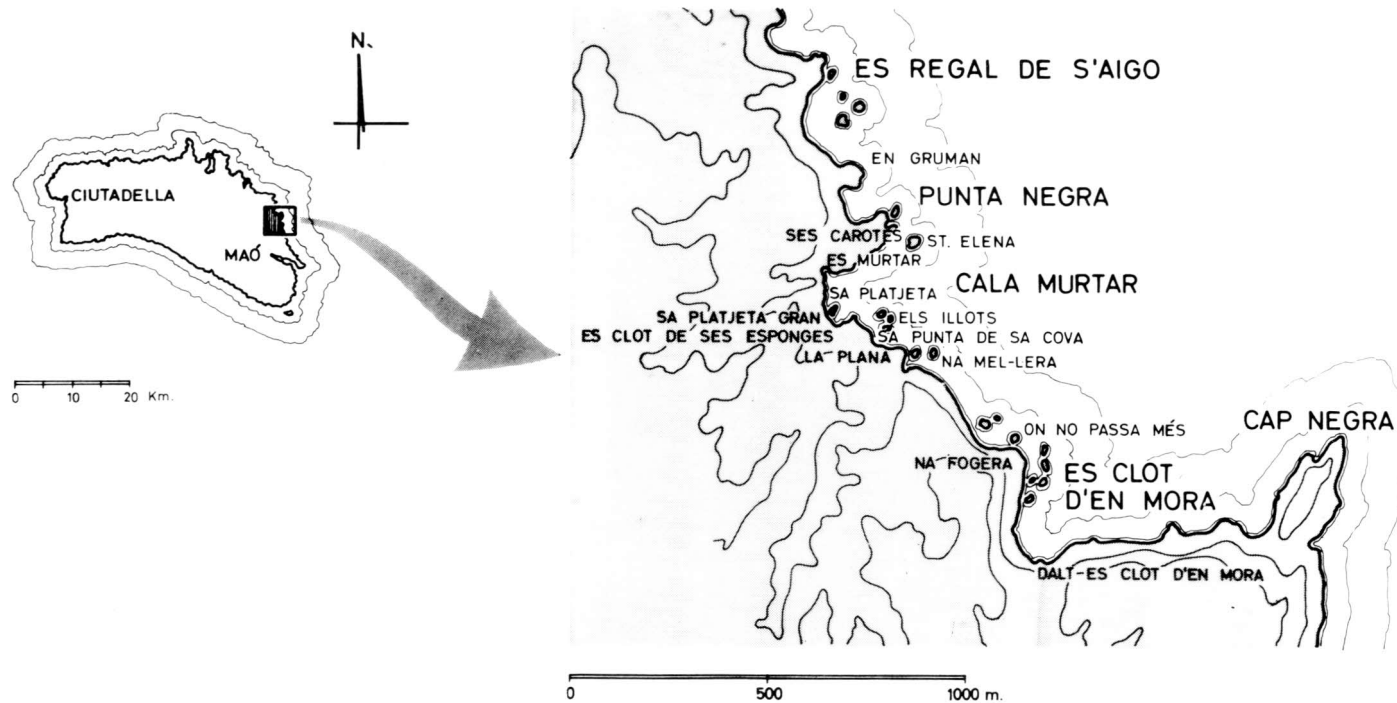 N.
CIUTADELLA
MAÓ
0 10 20 Km.
ES REGAL DE S'AIGO
EN GRUMAN
PUNTA NEGRA
SES CAROTES
ST. ELENA
ES MURTAR
CALA MURTAR
SA PLATJETA
SA PLATJETA GRAN
ELS ILLOTS
ES CLOT DE SES ESPONGES
SA PUNTA DE SA COVA
LA PLANA
NA MEL-LERA
ON NO PASSA MÉS
CAP NEGRA
NA FOGERA
ES CLOT
D'EN MORA
DALT-ES CLOT D'EN MORA
0 500 1000 m.